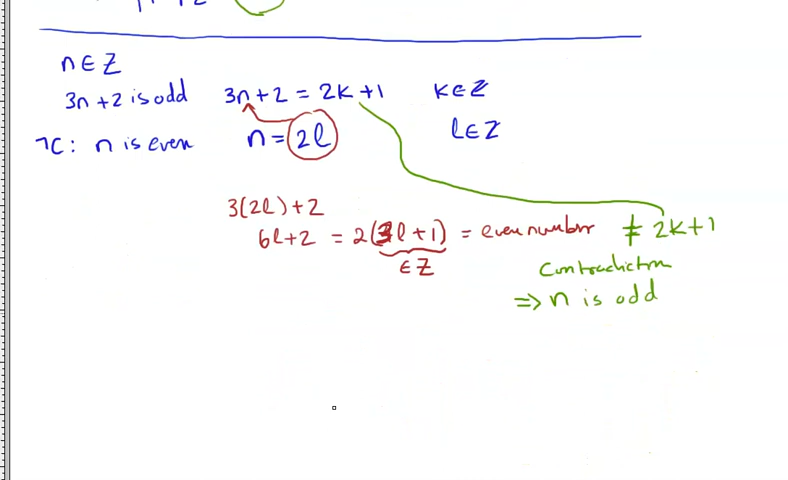 n ∈ Z
3n + 2 is odd 3n + 2 = 2k + 1 k ∈ Z
¬C: n is even n = 2l l ∈ Z
3(2l) + 2
6l + 2 = 2(3l + 1) = even number ≠ 2k + 1
∈ Z
Contradiction
⇒ n is odd